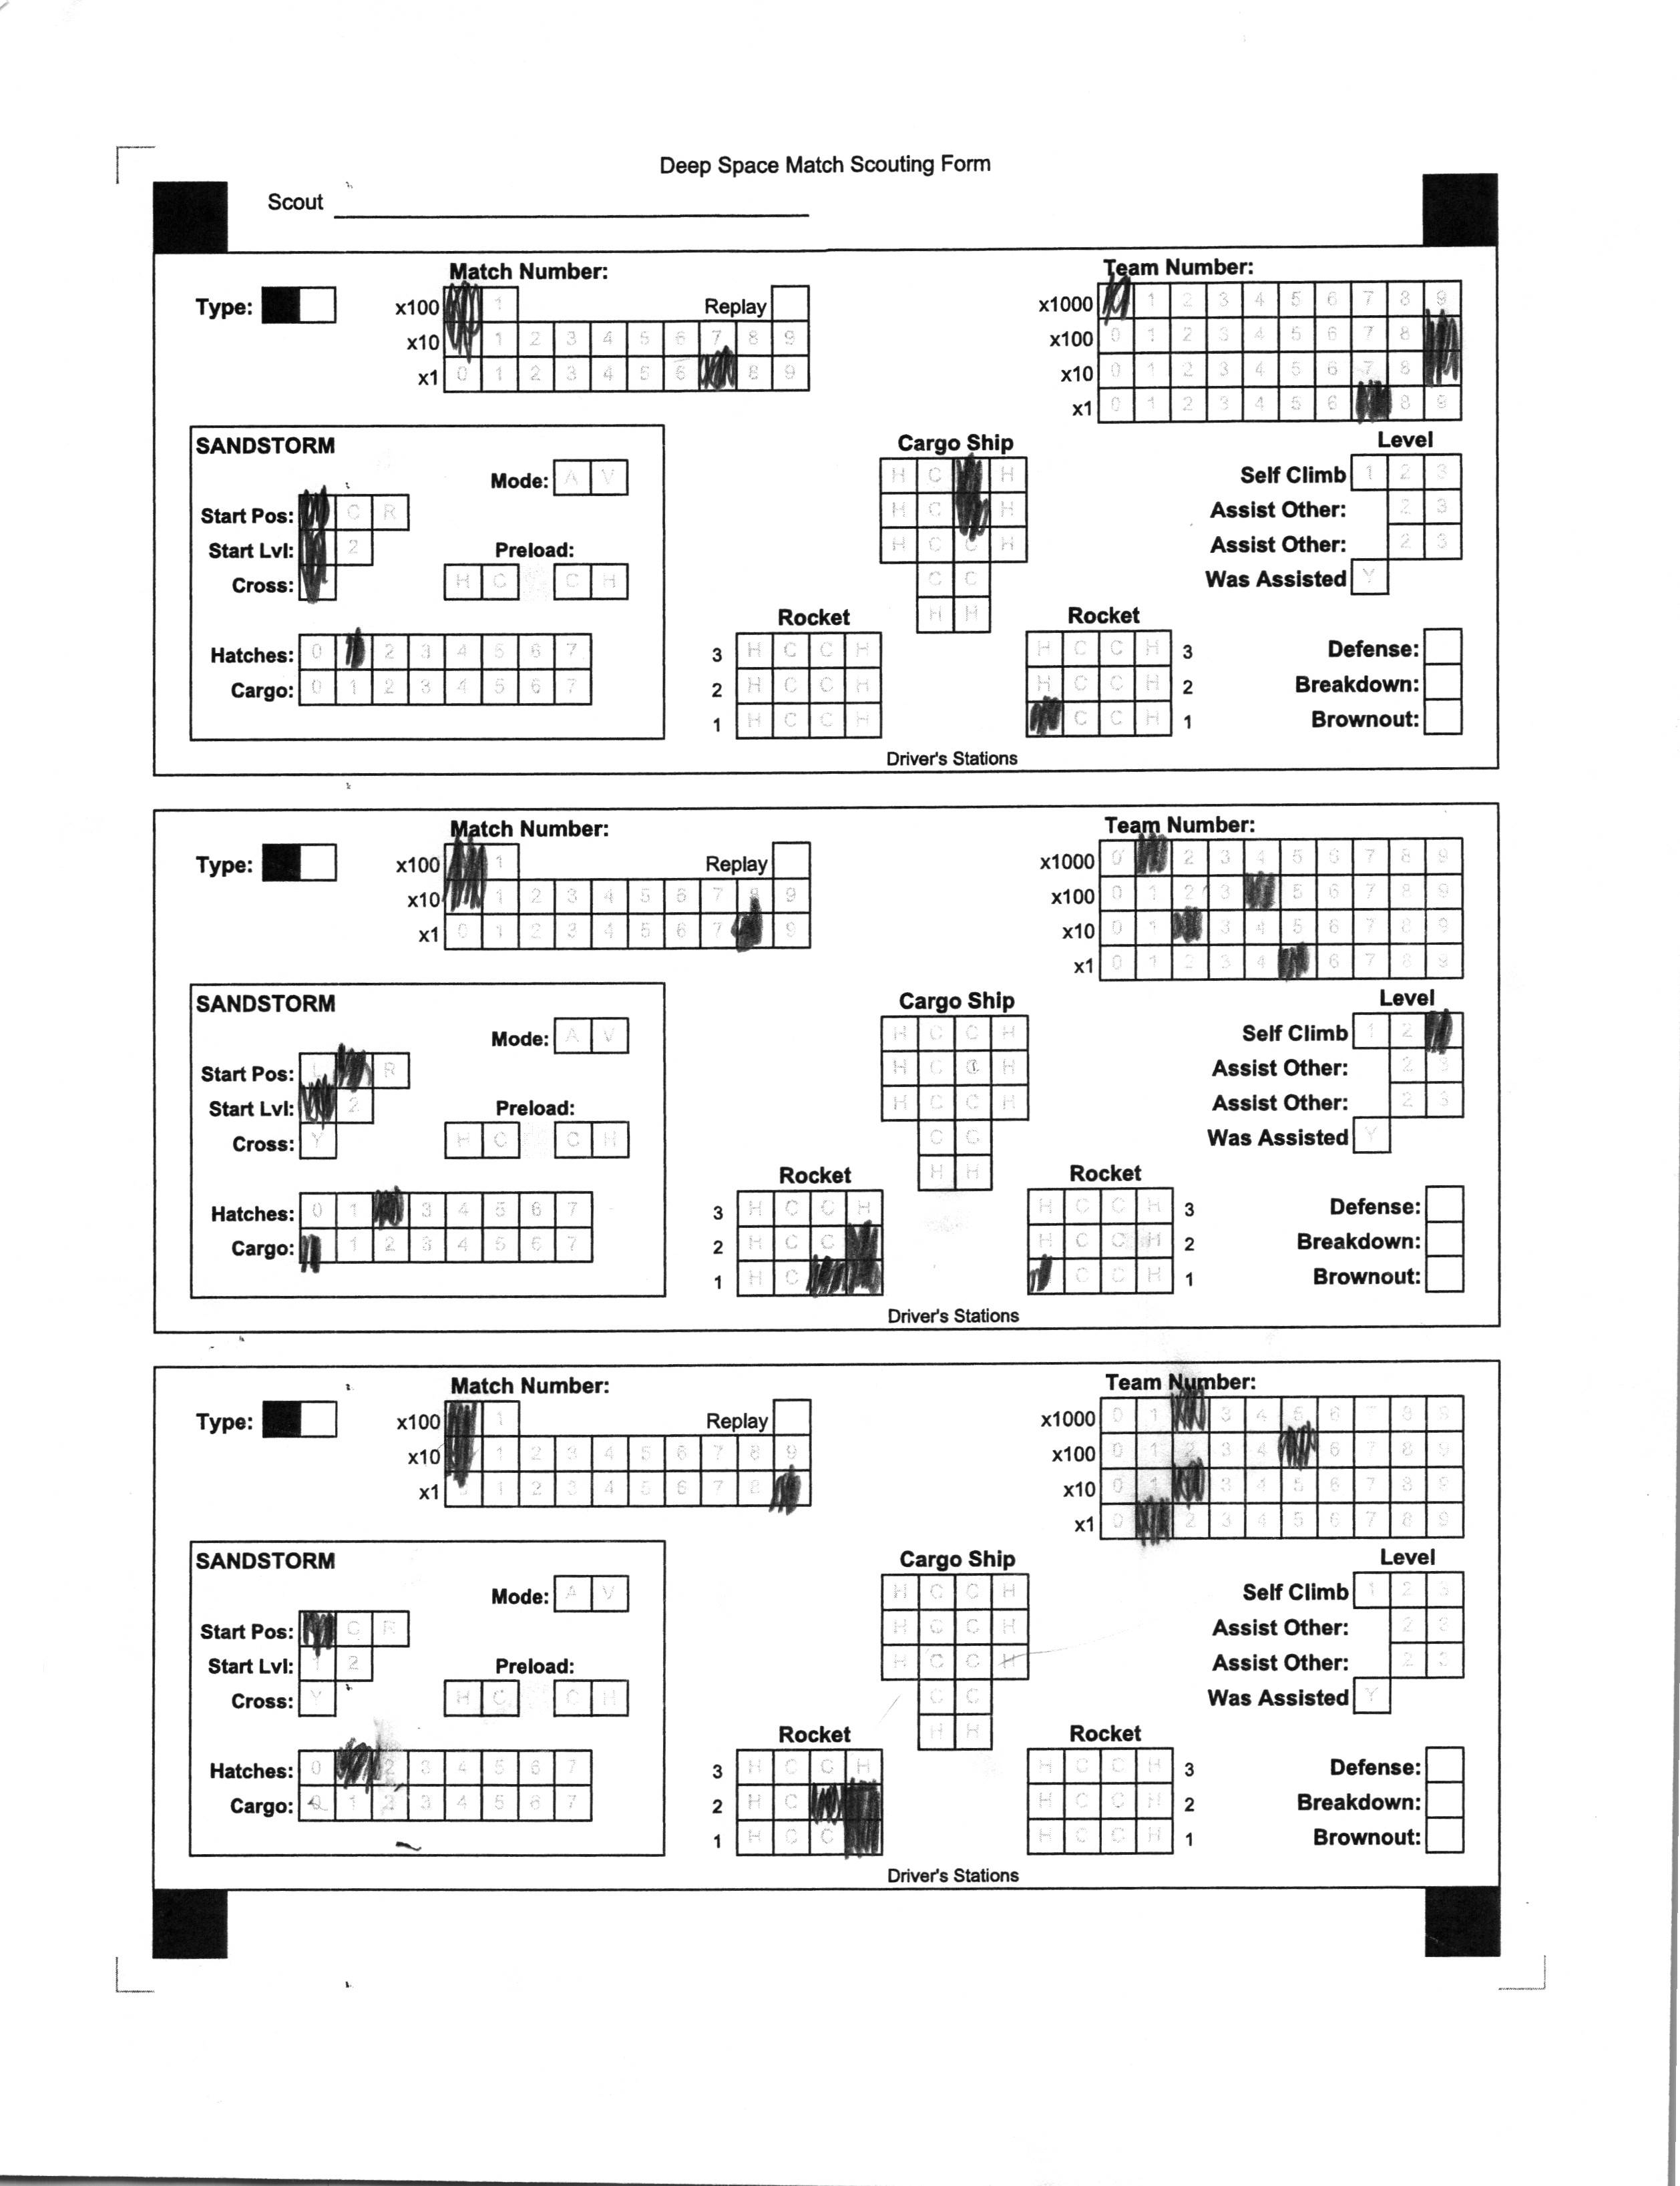 Deep Space Match Scouting Form
Scout
Match Number:
Team Number:
Type:
x100 1 Replay
x10 1 2 3 4 5 6 7 8 9
x1 0 1 2 3 4 5 6 8 9
x1000 1 2 3 4 5 6 7 8 9
x100 0 1 2 3 4 5 6 7 8
x10 0 1 2 3 4 5 6 7 8
x1 0 1 2 3 4 5 6 8 9
SANDSTORM
Mode: A V
Start Pos: C R
Start Lvl: 2
Preload:
Cross:
H C C H
Hatches: 0 2 3 4 5 6 7
Cargo: 0 1 2 3 4 5 6 7
Cargo Ship
H C H
H C H
H C C H
C C
H H
Level
Self Climb 1 2 3
Assist Other: 2 3
Assist Other: 2 3
Was Assisted Y
Rocket
3 H C C H
2 H C C H
1 H C C H
Rocket
H C C H 3
H C C H 2
C C H 1
Defense:
Breakdown:
Brownout:
Driver's Stations
Match Number:
Team Number:
Type:
x100 1 Replay
x10 1 2 3 4 5 6 7 8 9
x1 0 1 2 3 4 5 6 7 9
x1000 0 2 3 4 5 6 7 8 9
x100 0 1 2 3 5 6 7 8 9
x10 0 1 3 4 5 6 7 8 9
x1 0 1 2 3 4 6 7 8 9
SANDSTORM
Mode: A V
Start Pos: L R
Start Lvl: 2
Preload:
Cross: Y
H C C H
Hatches: 0 1 3 4 5 6 7
Cargo: 1 2 3 4 5 6 7
Cargo Ship
H C C H
H C C H
H C C H
C C
H H
Level
Self Climb 1 2
Assist Other: 2 3
Assist Other: 2 3
Was Assisted Y
Rocket
3 H C C H
2 H C C
1 H C
Rocket
H C C H 3
H C C H 2
C C H 1
Defense:
Breakdown:
Brownout:
Driver's Stations
Match Number:
Team Number:
Type:
x100 1 Replay
x10 1 2 3 4 5 6 7 8 9
x1 1 2 3 4 5 6 7 8
x1000 0 1 3 4 5 6 7 8 9
x100 0 1 2 3 4 6 7 8 9
x10 0 1 3 4 5 6 7 8 9
x1 0 2 3 4 5 6 7 8 9
SANDSTORM
Mode: A V
Start Pos: C R
Start Lvl: 1 2
Preload:
Cross: Y
H C C H
Hatches: 0 2 3 4 5 6 7
Cargo: 0 1 2 3 4 5 6 7
Cargo Ship
H C C H
H C C H
H C C H
C C
H H
Level
Self Climb 1 2 3
Assist Other: 2 3
Assist Other: 2 3
Was Assisted Y
Rocket
3 H C C H
2 H C
1 H C C
Rocket
H C C H 3
H C C H 2
H C C H 1
Defense:
Breakdown:
Brownout:
Driver's Stations